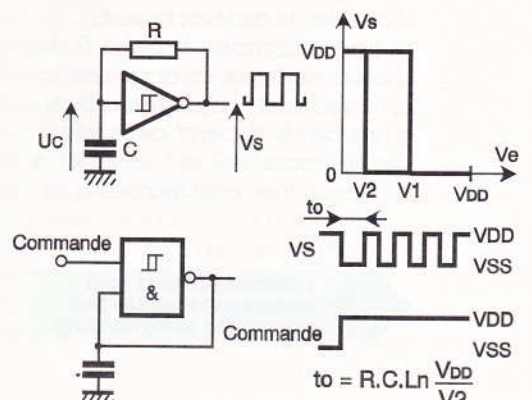 R
Uc
C
Vs
Vs
VDD
0
V2
V1
VDD
Ve
to
VS
VDD
VSS
Commande
&
Commande
VDD
VSS
to = R.C.Ln VDD
V2